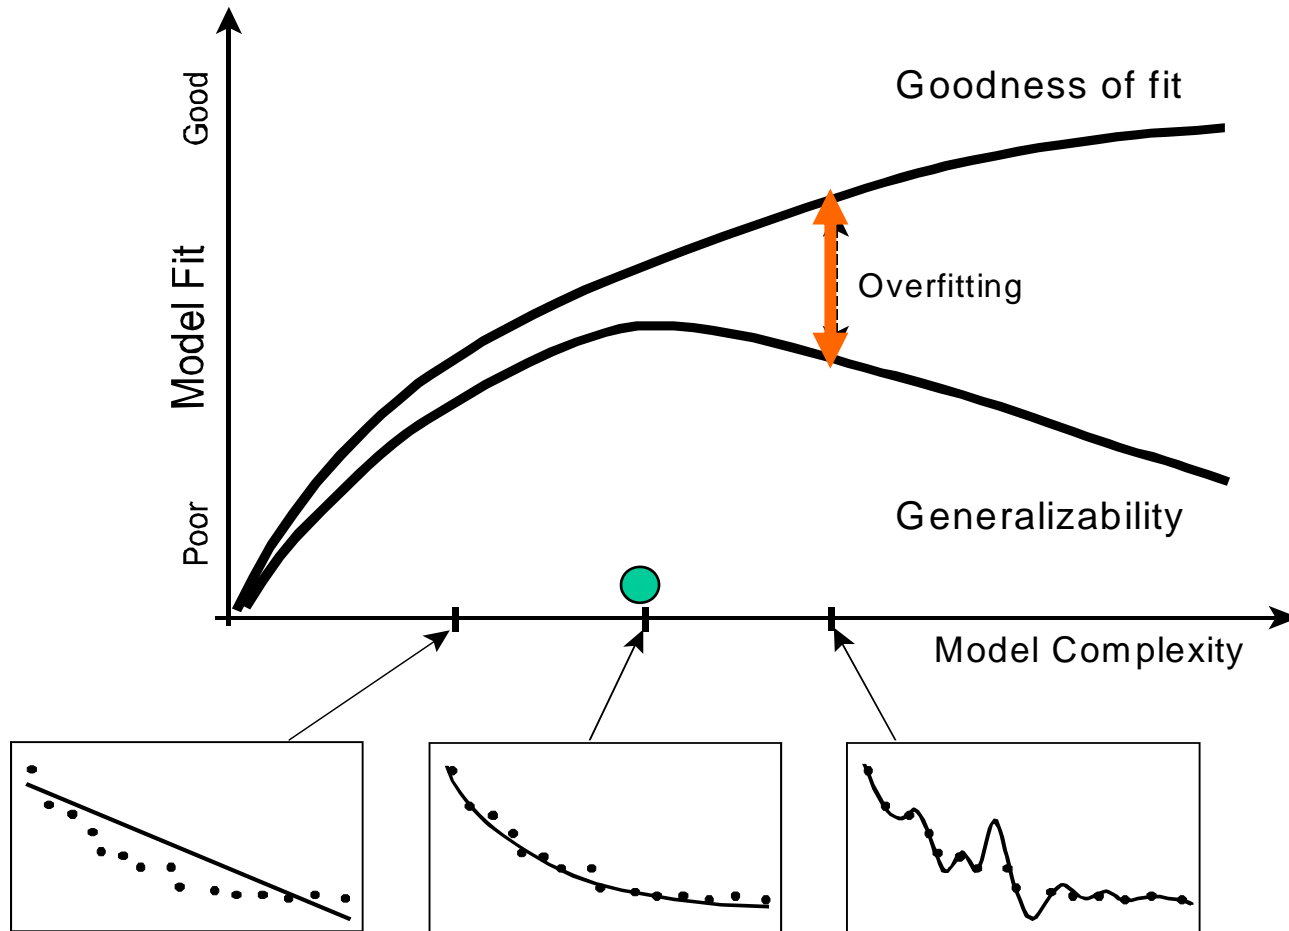 Good
Goodness of fit
Model Fit
Overfitting
Poor
Generalizability
Model Complexity